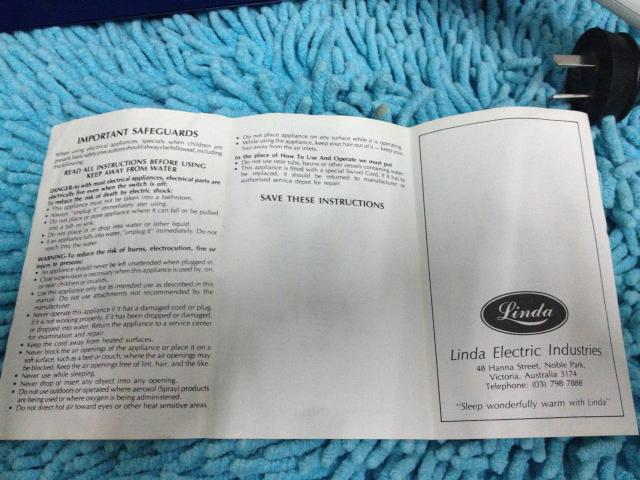 IMPORTANT SAFEGUARDS
When using electrical appliances, specialy when children are
present, basic safety precautions should always be followed, including
the following:
READ ALL INSTRUCTIONS BEFORE USING
KEEP AWAY FROM WATER
DANGER-As with most electrical appliances, electrical parts are
electrically live even when the switch is off:
to reduce the risk of death by electric shock:
• This appliance must not be taken into a bathroom.
• Always "unplug it" immediately ater using.
• Do not place or store appliance where it can fall or be pulled
into a tub or sink.
• Do not place in or drop into water or other liquid.
• If an appliance falls into water, "unplug it" immediately. Do not
reach into the water.
WARNING-To reduce the risk of burns, electrocution, fire or
injury to presons:
• An appliance should never be left unattended when plugged in.
• Close supervision is necessary when this appliance is used by, on,
or near children or invalids.
• Use this appliance only for its intended use as described in this
manual. Do not use attachments not recommended by the
manufacturer
• Never operate this appliance if it has a damaged cord or plug,
if it is not working properly, if it has been dropped or damaged,
or dropped into water. Return the appliance to a service center
for examination and repair.
• Keep the cord away from heated surfaces.
• Never block the air openings of the appliance or place it on a
soft surface, such as a bed or couch, where the air openings may
be blocked. Keep the air openings free of lint, hair, and the like.
• Never use while sleeping.
• Never drop or insert any object into any opening.
• Do not use outdoors or operated where aerosol (Spray) products
are being used or where oxygen is being administered.
• Do not direct hot air toward eyes or other heat sensitive areas.
• Do not place appliance on any surface while it is operating.
• While using the appliance, keep your hair out of a — keep your
hair away from the air inlets.
In the place of How To Use And Operate we must put
• Do not use near tubs, basins or other vessels containing water.
• This appliance is fitted with a special Swivel Cord, if it has to
be replaced, it should be returned to manufacturer or
authorised service depot for repair.
SAVE THESE INSTRUCTIONS
Linda
Linda Electric Industries
48 Hanna Street, Noble Park,
Victoria, Australia 3174
Telephone: (03) 798 7888
"Sleep wonderfully warm with Linda"